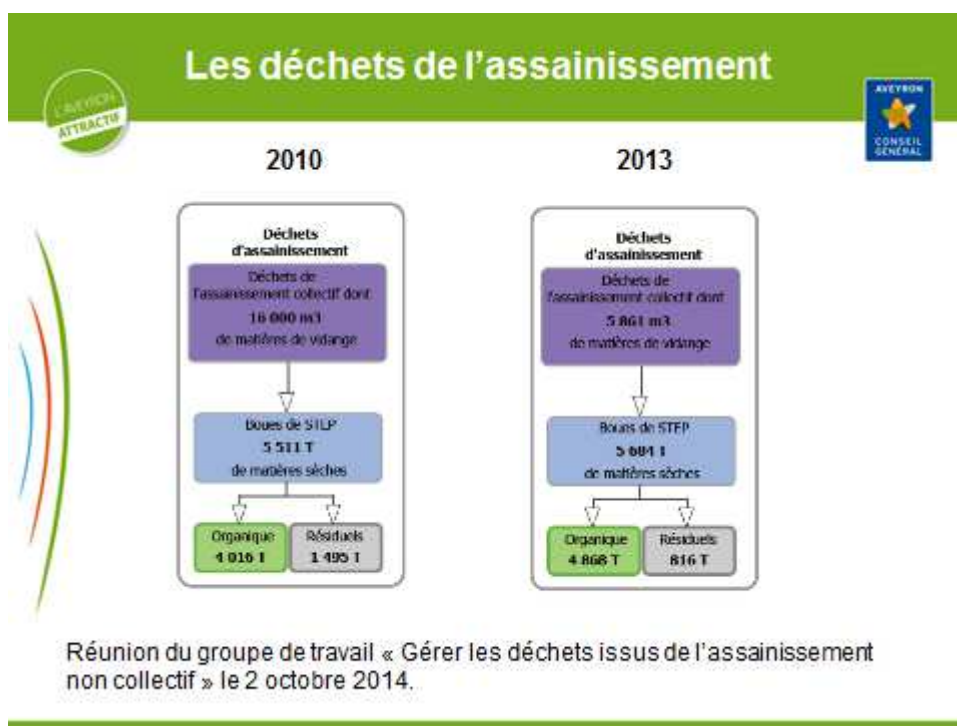 Les déchets de l'assainissement
L'AVEYRON
ATTRACTIF
AVEYRON
CONSEIL
GÉNÉRAL
2010
Déchets
d'assainissement
Déchets de
l'assainissement collectif dont
16 000 m3
de matières de vidange
Boues de STEP
5 511 T
de matières sèches
Organique
4 016 T
Résiduels
1 495 T
2013
Déchets
d'assainissement
Déchets de
l'assainissement collectif dont
5 861 m3
de matières de vidange
Boues de STEP
5 684 T
de matières sèches
Organique
4 868 T
Résiduels
816 T
Réunion du groupe de travail « Gérer les déchets issus de l'assainissement
non collectif » le 2 octobre 2014.